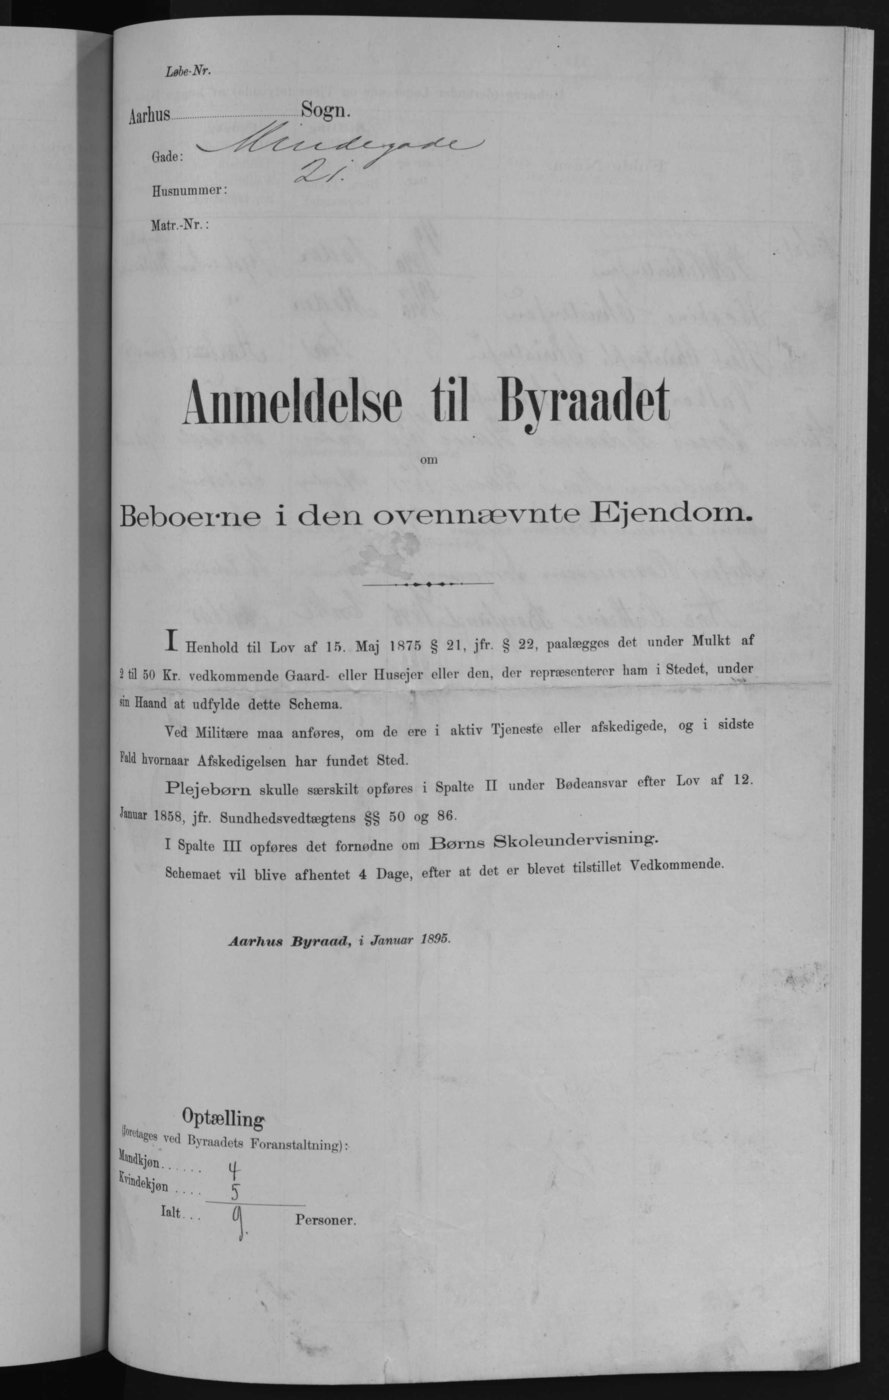 Løbe-Nr.
Aarhus Sogn.
Gade: Mindegade
Husnummer: 21.
Matr.-Nr.:
Anmeldelse til Byraadet
om
Beboerne i den ovennævnte Ejendom.
I Henhold til Lov af 15. Maj 1875 § 21, jfr. § 22, paalægges det under Mulkt af
2 til 50 Kr. vedkommende Gaard- eller Husejer eller den, der repræsenterer ham i Stedet, under
sin Haand at udfylde dette Schema.
Ved Militære maa anføres, om de ere i aktiv Tjeneste eller afskedigede, og i sidste
Fald hvornaar Afskedigelsen har fundet Sted.
Plejebørn skulle særskilt opføres i Spalte II under Bødeansvar efter Lov af 12.
Januar 1858, jfr. Sundhedsvedtægtens §§ 50 og 86.
I Spalte III opføres det fornødne om Børns Skoleundervisning.
Schemaet vil blive afhentet 4 Dage, efter at det er blevet tilstillet Vedkommende.
Aarhus Byraad, i Januar 1895.
Optælling
(foretages ved Byraadets Foranstaltning):
Mandkjøn...... 4
Kvindekjøn .... 5
Ialt... 9. Personer.